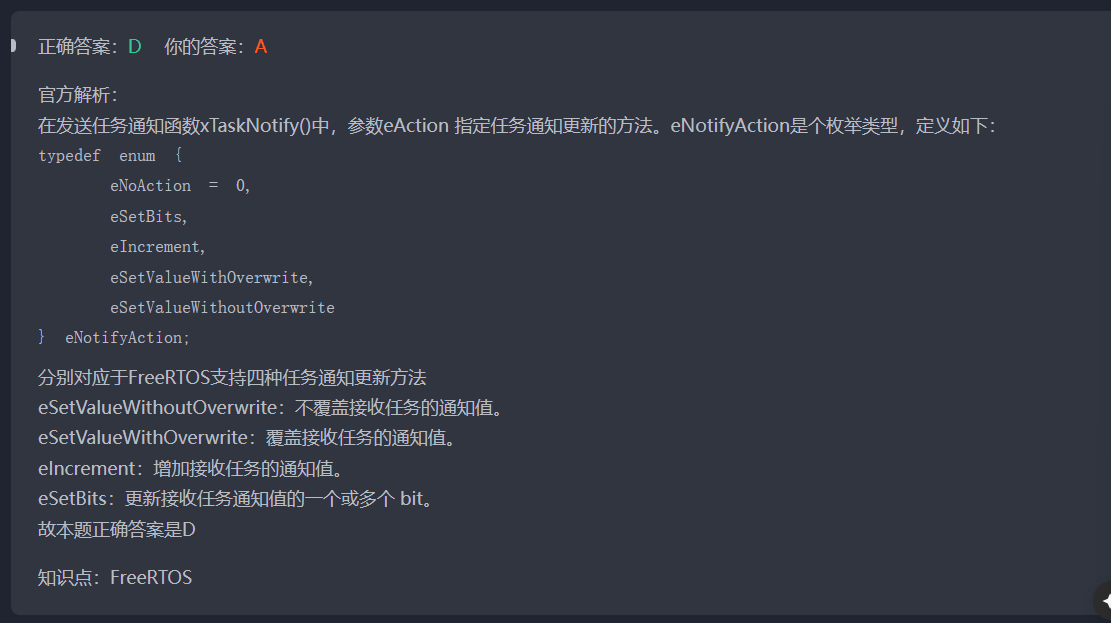 正确答案：D 你的答案：A
官方解析：
在发送任务通知函数xTaskNotify()中，参数eAction 指定任务通知更新的方法。eNotifyAction是个枚举类型，定义如下：
typedef enum {
eNoAction = 0,
eSetBits,
eIncrement,
eSetValueWithOverwrite,
eSetValueWithoutOverwrite
} eNotifyAction;
分别对应于FreeRTOS支持四种任务通知更新方法
eSetValueWithoutOverwrite：不覆盖接收任务的通知值。
eSetValueWithOverwrite：覆盖接收任务的通知值。
eIncrement：增加接收任务的通知值。
eSetBits：更新接收任务通知值的一个或多个 bit。
故本题正确答案是D
知识点：FreeRTOS